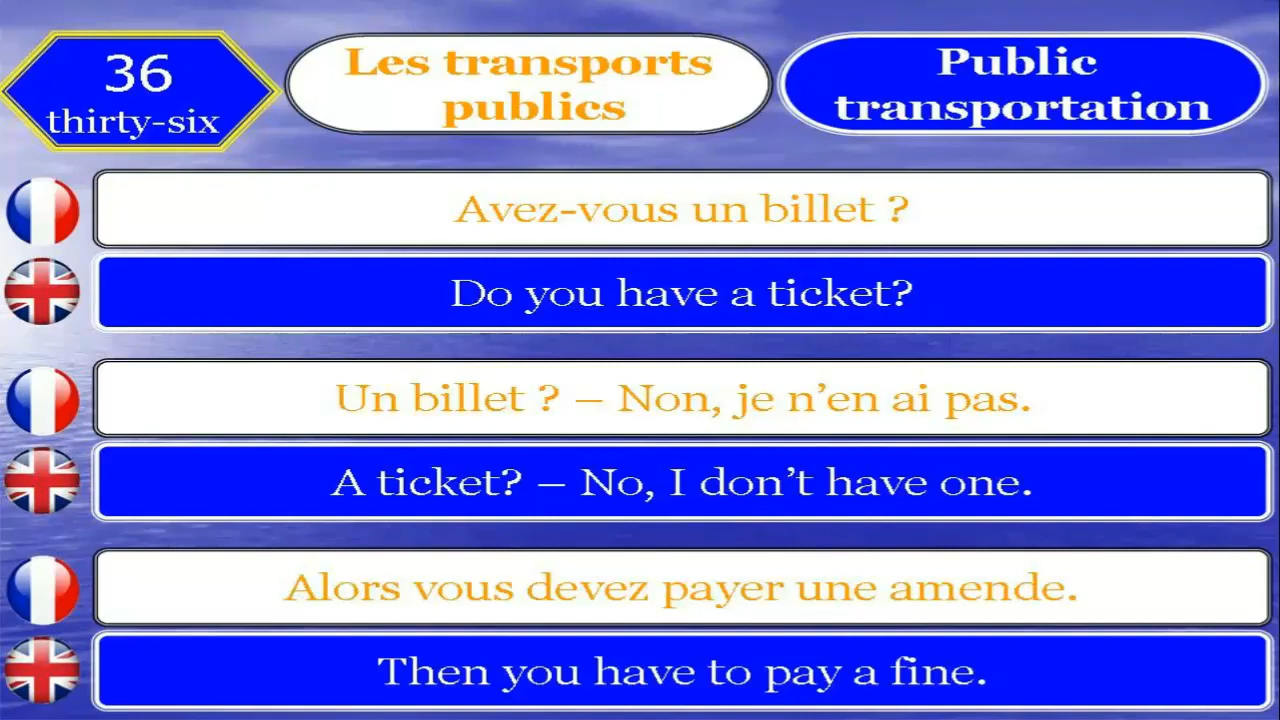 36
thirty-six
Les transports
publics
Public
transportation
Avez-vous un billet ?
Do you have a ticket?
Un billet ? – Non, je n’en ai pas.
A ticket? – No, I don’t have one.
Alors vous devez payer une amende.
Then you have to pay a fine.